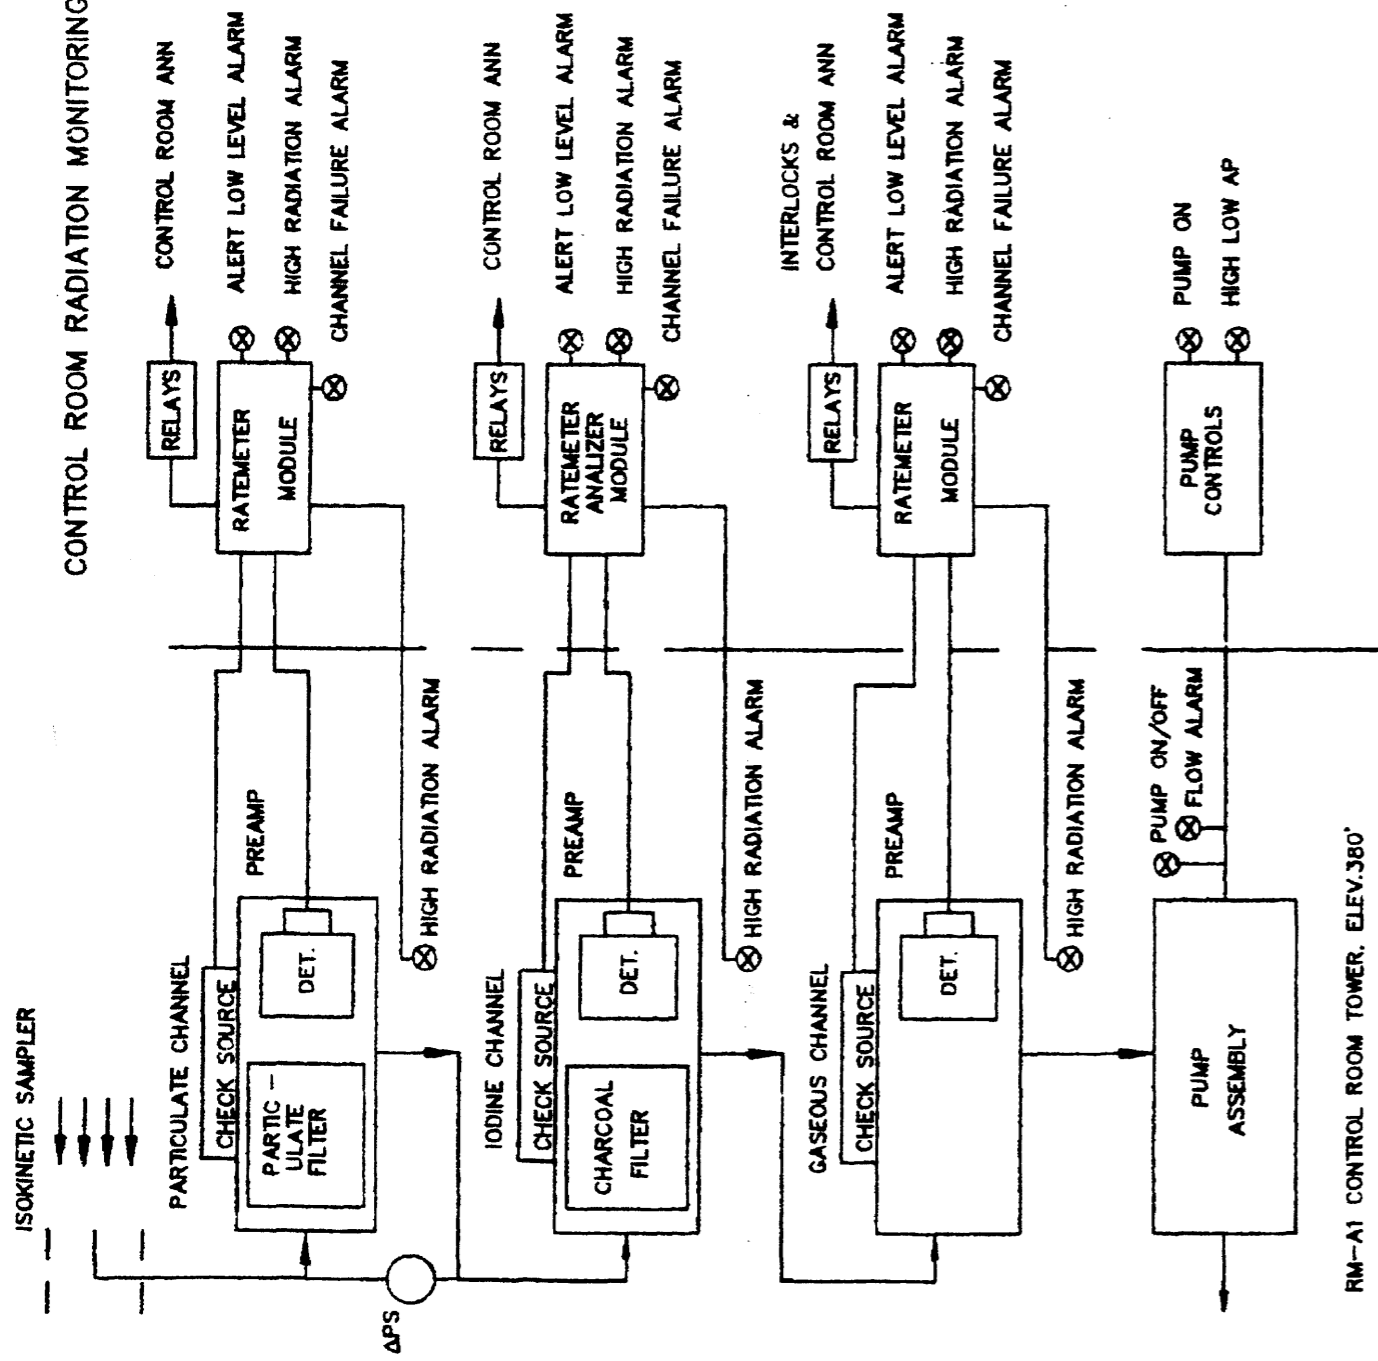 CONTROL ROOM RADIATION MONITORING
ISOKINETIC SAMPLER
PARTICULATE CHANNEL
CHECK SOURCE
PARTIC-
ULATE
FILTER
DET.
PREAMP
HIGH RADIATION ALARM
RATEMETER
MODULE
RELAYS
CONTROL ROOM ANN
ALERT LOW LEVEL ALARM
HIGH RADIATION ALARM
CHANNEL FAILURE ALARM
ΔPS
IODINE CHANNEL
CHECK SOURCE
CHARCOAL
FILTER
DET.
PREAMP
HIGH RADIATION ALARM
RATEMETER
ANALIZER
MODULE
RELAYS
CONTROL ROOM ANN
ALERT LOW LEVEL ALARM
HIGH RADIATION ALARM
CHANNEL FAILURE ALARM
GASEOUS CHANNEL
CHECK SOURCE
DET.
PREAMP
HIGH RADIATION ALARM
RATEMETER
MODULE
RELAYS
INTERLOCKS &
CONTROL ROOM ANN
ALERT LOW LEVEL ALARM
HIGH RADIATION ALARM
CHANNEL FAILURE ALARM
PUMP
ASSEMBLY
PUMP ON/OFF
FLOW ALARM
PUMP
CONTROLS
PUMP ON
HIGH LOW AP
RM-A1 CONTROL ROOM TOWER. ELEV.380'